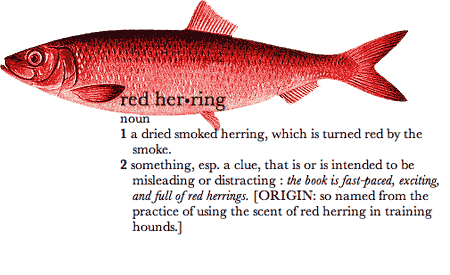 red her•ring
noun
1 a dried smoked herring, which is turned red by the
smoke.
2 something, esp. a clue, that is or is intended to be
misleading or distracting : the book is fast-paced, exciting,
and full of red herrings. [ORIGIN: so named from the
practice of using the scent of red herring in training
hounds.]